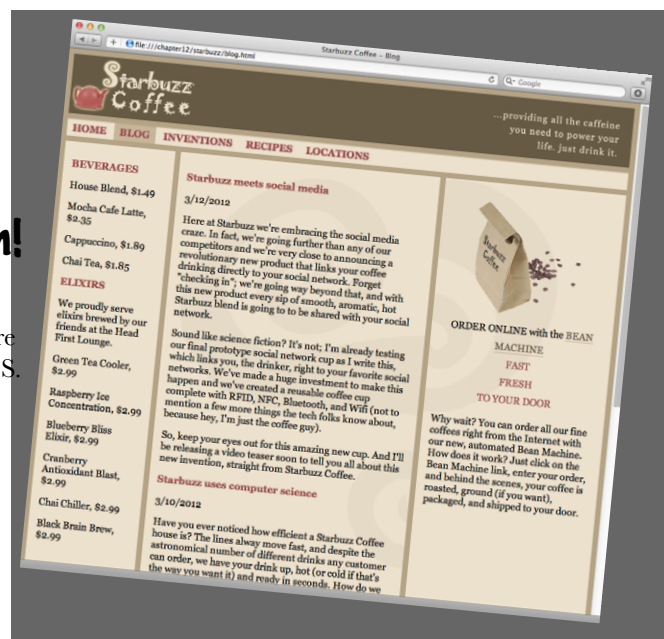 Starbuzz Coffee – Blog
file:///chapter12/starbuzz/blog.html
Google
Starbuzz
Coffee
...providing all the caffeine
you need to power your
life. just drink it.
HOME BLOG INVENTIONS RECIPES LOCATIONS
BEVERAGES
House Blend, $1.49
Mocha Cafe Latte,
$2.35
Cappuccino, $1.89
Chai Tea, $1.85
ELIXIRS
We proudly serve
elixirs brewed by our
friends at the Head
First Lounge.
Green Tea Cooler,
$2.99
Raspberry Ice
Concentration, $2.99
Blueberry Bliss
Elixir, $2.99
Cranberry
Antioxidant Blast,
$2.99
Chai Chiller, $2.99
Black Brain Brew,
$2.99
Starbuzz meets social media
3/12/2012
Here at Starbuzz we're embracing the social media
craze. In fact, we're going further than any of our
competitors and we're very close to announcing a
revolutionary new product that links your coffee
drinking directly to your social network. Forget
"checking in"; we're going way beyond that, and with
this new product every sip of smooth, aromatic, hot
Starbuzz blend is going to to be shared with your social
network.
Sound like science fiction? It's not; I'm already testing
our final prototype social network cup as I write this,
which links you, the drinker, right to your favorite social
networks. We've made a huge investment to make this
happen and we've created a reusable coffee cup
complete with RFID, NFC, Bluetooth, and Wifi (not to
mention a few more things the tech folks know about,
because hey, I'm just the coffee guy).
So, keep your eyes out for this amazing new cup. And I'll
be releasing a video teaser soon to tell you all about this
new invention, straight from Starbuzz Coffee.
Starbuzz uses computer science
3/10/2012
Have you ever noticed how efficient a Starbuzz Coffee
house is? The lines alway move fast, and despite the
astronomical number of different drinks any customer
can order, we have your drink up, hot (or cold if that's
the way you want it) and ready in seconds. How do we
Starbuzz
Coffee
ORDER ONLINE with the BEAN
MACHINE
FAST
FRESH
TO YOUR DOOR
Why wait? You can order all our fine
coffees right from the Internet with
our new, automated Bean Machine.
How does it work? Just click on the
Bean Machine link, enter your order,
and behind the scenes, your coffee is
roasted, ground (if you want),
packaged, and shipped to your door.